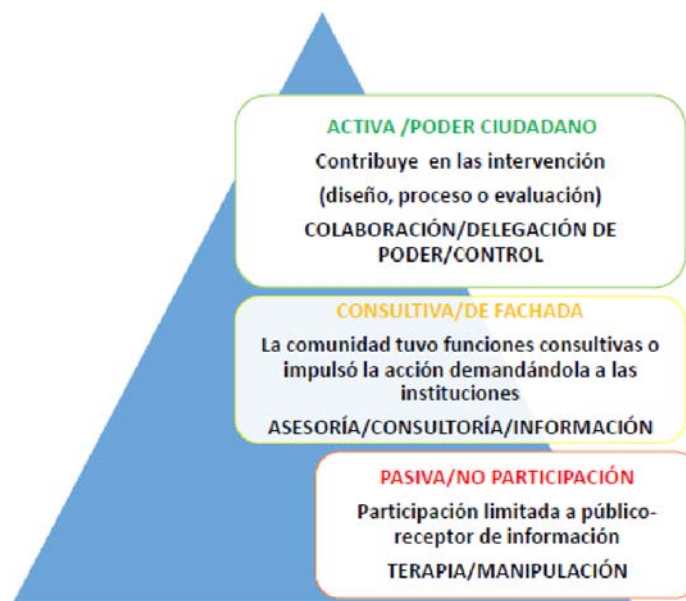 ACTIVA /PODER CIUDADANO
Contribuye en las intervención
(diseño, proceso o evaluación)
COLABORACIÓN/DELEGACIÓN DE
PODER/CONTROL
CONSULTIVA/DE FACHADA
La comunidad tuvo funciones consultivas o
impulsó la acción demandándola a las
instituciones
ASESORÍA/CONSULTORÍA/INFORMACIÓN
PASIVA/NO PARTICIPACIÓN
Participación limitada a público-
receptor de información
TERAPIA/MANIPULACIÓN